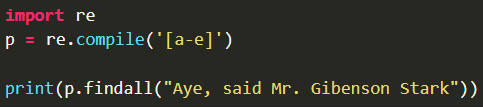 import re
p = re.compile('[a-e]')
print(p.findall("Aye, said Mr. Gibenson Stark"))